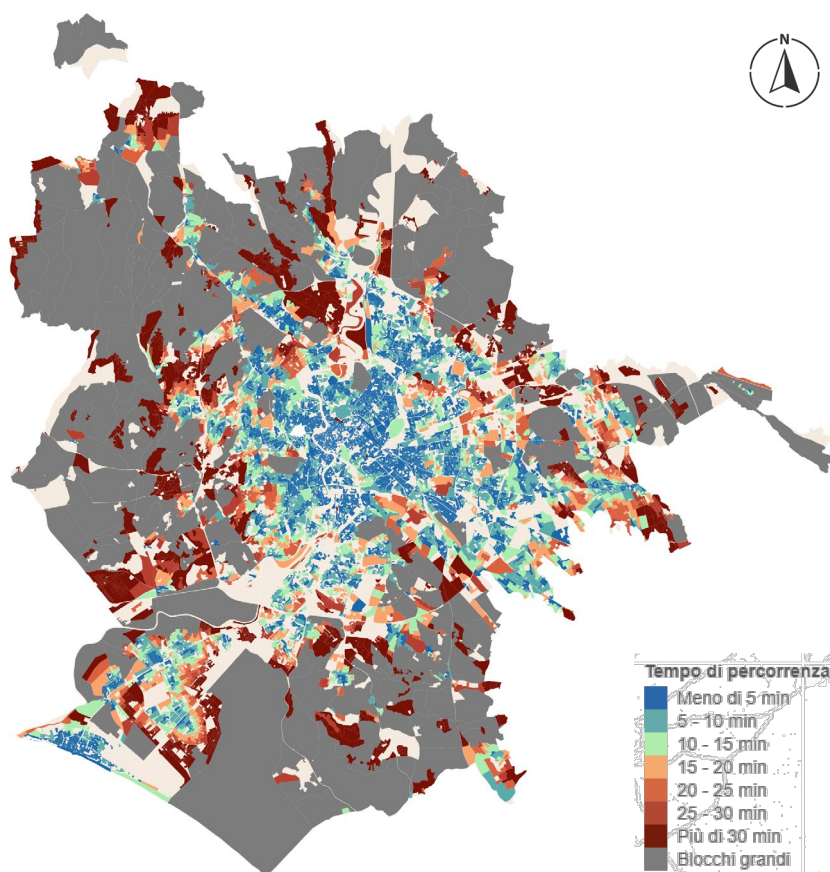 N
Tempo di percorrenza
Meno di 5 min
5 - 10 min
10 - 15 min
15 - 20 min
20 - 25 min
25 - 30 min
Più di 30 min
Blocchi grandi